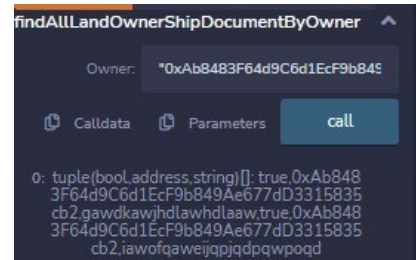 findAllLandOwnerShipDocumentByOwner
Owner: "0xAb8483F64d9C6d1EcF9b849
Calldata Parameters call
0: tuple(bool,address,string)[]: true,0xAb848
3F64d9C6d1EcF9b849Ae677dD3315835
cb2,gawdkawjhdlawhdlaaw,true,0xAb848
3F64d9C6d1EcF9b849Ae677dD3315835
cb2,iawofqaweijqpjqdpqwpoqd